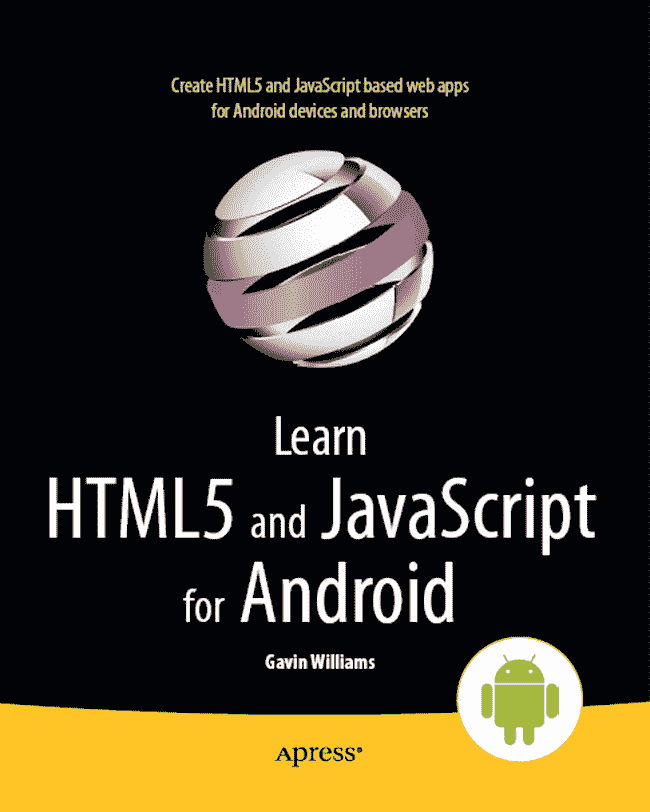 Create HTML5 and JavaScript based web apps
for Android devices and browsers
Learn
HTML5 and JavaScript
for Android
Gavin Williams
Apress®